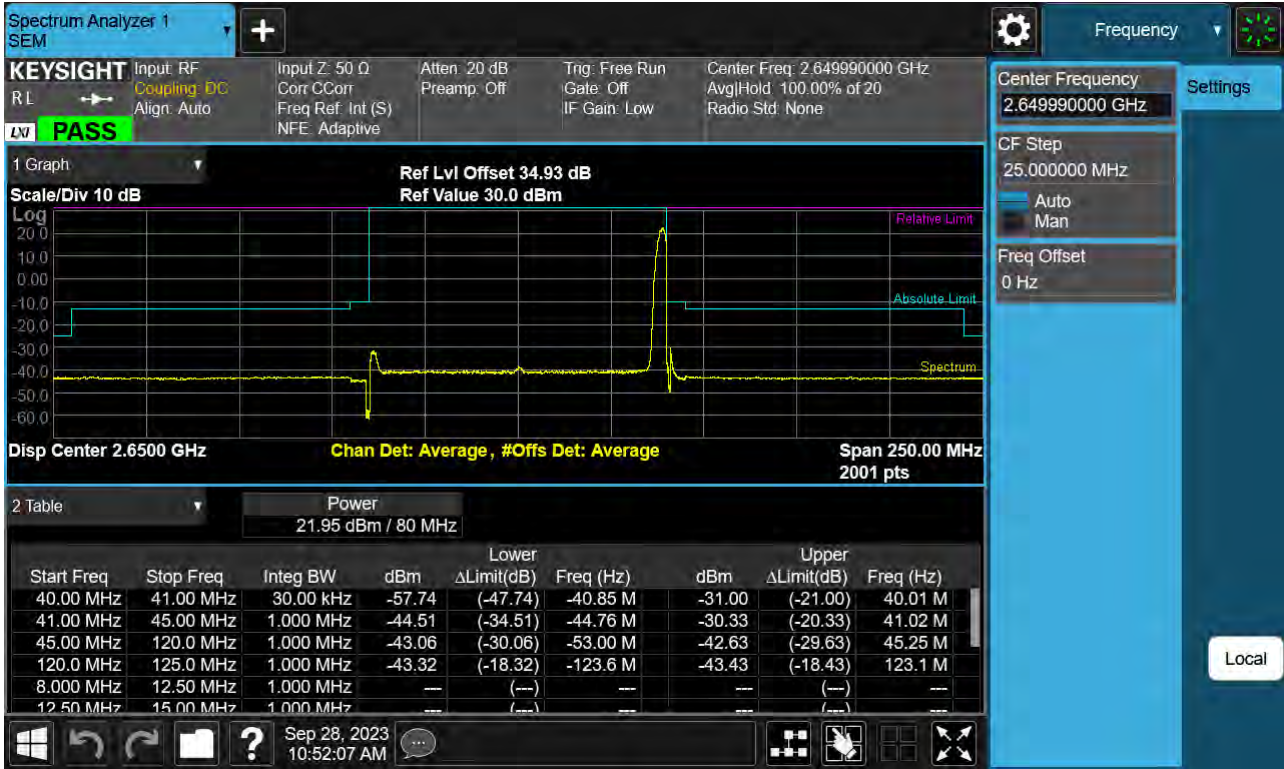 Spectrum Analyzer 1
SEM
+
Frequency
KEYSIGHT
Input: RF
Coupling: DC
Align: Auto
Input Z: 50 Ω
Corr CCorr
Freq Ref: Int (S)
NFE: Adaptive
Atten: 20 dB
Preamp: Off
Trig: Free Run
Gate: Off
IF Gain: Low
Center Freq: 2.649990000 GHz
Avg|Hold: 100.00% of 20
Radio Std: None
R L
LXI PASS
Center Frequency
2.649990000 GHz
Settings
CF Step
25.000000 MHz
Auto
Man
Freq Offset
0 Hz
1 Graph
Scale/Div 10 dB
Ref Lvl Offset 34.93 dB
Ref Value 30.0 dBm
Log
20.0
10.0
0.00
-10.0
-20.0
-30.0
-40.0
-50.0
-60.0
Relative Limit
Absolute Limit
Spectrum
Disp Center 2.6500 GHz
Chan Det: Average, #Offs Det: Average
Span 250.00 MHz
2001 pts
2 Table
Power
21.95 dBm / 80 MHz
Lower Upper
Start Freq Stop Freq Integ BW dBm ΔLimit(dB) Freq (Hz) dBm ΔLimit(dB) Freq (Hz)
40.00 MHz 41.00 MHz 30.00 kHz -57.74 (-47.74) -40.85 M -31.00 (-21.00) 40.01 M
41.00 MHz 45.00 MHz 1.000 MHz -44.51 (-34.51) -44.76 M -30.33 (-20.33) 41.02 M
45.00 MHz 120.0 MHz 1.000 MHz -43.06 (-30.06) -53.00 M -42.63 (-29.63) 45.25 M
120.0 MHz 125.0 MHz 1.000 MHz -43.32 (-18.32) -123.6 M -43.43 (-18.43) 123.1 M
8.000 MHz 12.50 MHz 1.000 MHz --- (---) --- --- (---) ---
12.50 MHz 15.00 MHz 1.000 MHz --- (---) --- --- (---) ---
Local
?
Sep 28, 2023
10:52:07 AM